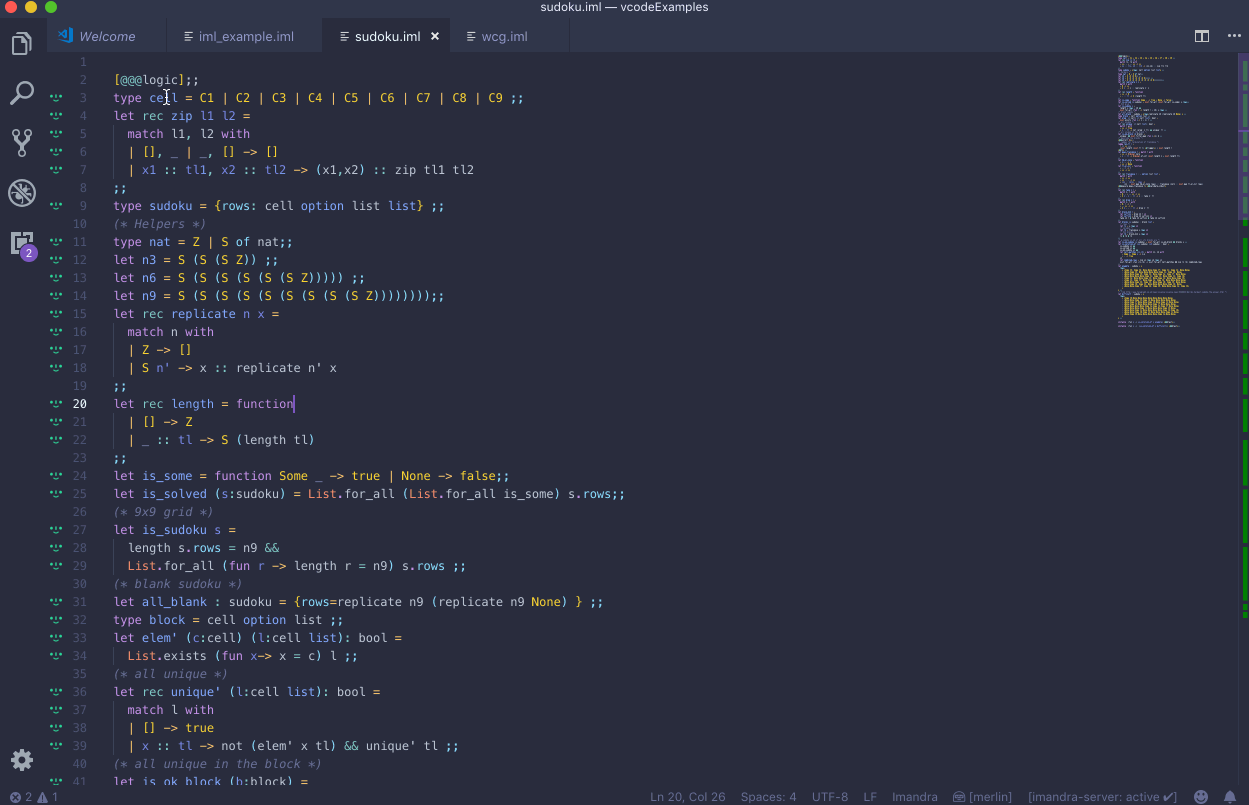 sudoku.iml — vcodeExamples
Welcome
iml_example.iml
sudoku.iml ×
wcg.iml
1
2 [@@@logic];;
3 type cell = C1 | C2 | C3 | C4 | C5 | C6 | C7 | C8 | C9 ;;
4 let rec zip l1 l2 =
5 match l1, l2 with
6 | [], _ | _, [] -> []
7 | x1 :: tl1, x2 :: tl2 -> (x1,x2) :: zip tl1 tl2
8 ;;
9 type sudoku = {rows: cell option list list} ;;
10 (* Helpers *)
11 type nat = Z | S of nat;;
12 let n3 = S (S (S Z)) ;;
13 let n6 = S (S (S (S (S (S Z))))) ;;
14 let n9 = S (S (S (S (S (S (S (S (S Z))))))));;
15 let rec replicate n x =
16 match n with
17 | Z -> []
18 | S n' -> x :: replicate n' x
19 ;;
20 let rec length = function
21 | [] -> Z
22 | _ :: tl -> S (length tl)
23 ;;
24 let is_some = function Some _ -> true | None -> false;;
25 let is_solved (s:sudoku) = List.for_all (List.for_all is_some) s.rows;;
26 (* 9x9 grid *)
27 let is_sudoku s =
28 length s.rows = n9 &&
29 List.for_all (fun r -> length r = n9) s.rows ;;
30 (* blank sudoku *)
31 let all_blank : sudoku = {rows=replicate n9 (replicate n9 None) } ;;
32 type block = cell option list ;;
33 let elem' (c:cell) (l:cell list): bool =
34 List.exists (fun x-> x = c) l ;;
35 (* all unique *)
36 let rec unique' (l:cell list): bool =
37 match l with
38 | [] -> true
39 | x :: tl -> not (elem' x tl) && unique' tl ;;
40 (* all unique in the block *)
41 let is_ok_block (b:block) =
2
2 1
Ln 20, Col 26 Spaces: 4 UTF-8 LF Imandra [merlin] [imandra-server: active ✔]